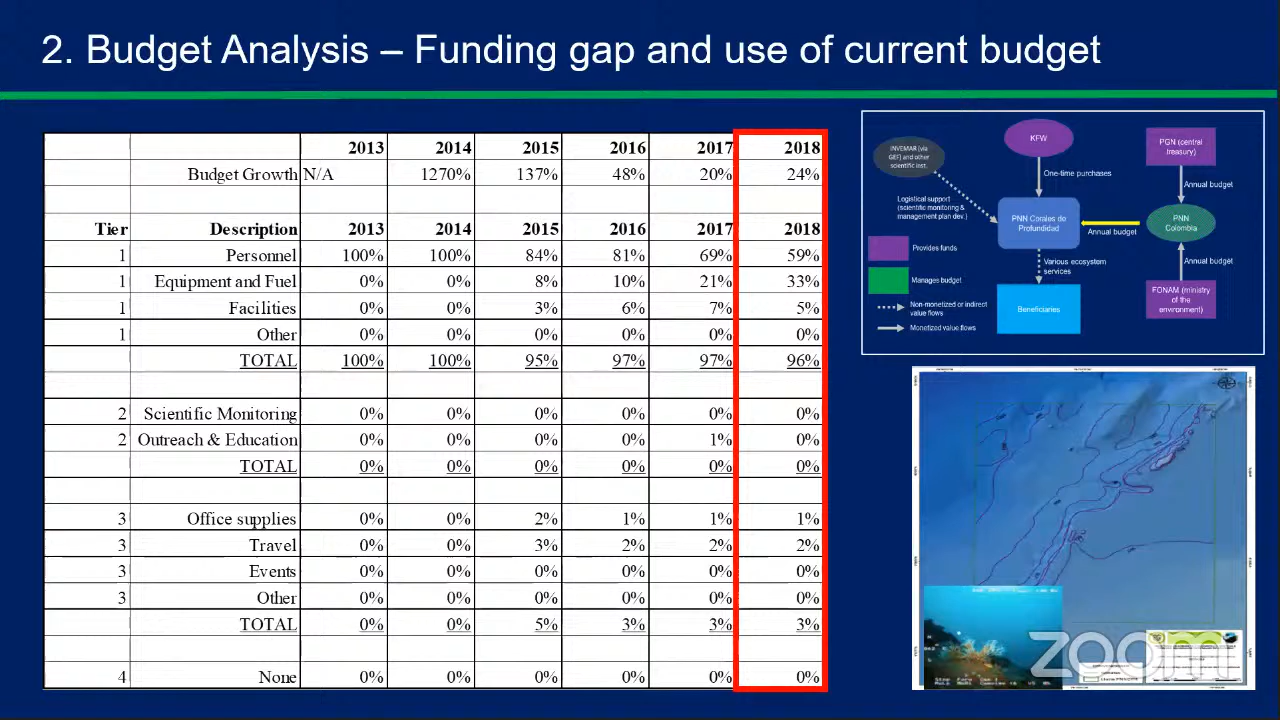 2. Budget Analysis – Funding gap and use of current budget
2013 2014 2015 2016 2017 2018
Budget Growth N/A 1270% 137% 48% 20% 24%
Tier Description 2013 2014 2015 2016 2017 2018
1 Personnel 100% 100% 84% 81% 69% 59%
1 Equipment and Fuel 0% 0% 8% 10% 21% 33%
1 Facilities 0% 0% 3% 6% 7% 5%
1 Other 0% 0% 0% 0% 0% 0%
TOTAL 100% 100% 95% 97% 97% 96%
2 Scientific Monitoring 0% 0% 0% 0% 0% 0%
2 Outreach & Education 0% 0% 0% 0% 1% 0%
TOTAL 0% 0% 0% 0% 0% 0%
3 Office supplies 0% 0% 2% 1% 1% 1%
3 Travel 0% 0% 3% 2% 2% 2%
3 Events 0% 0% 0% 0% 0% 0%
3 Other 0% 0% 0% 0% 0% 0%
TOTAL 0% 0% 5% 3% 3% 3%
4 None 0% 0% 0% 0% 0% 0%
INVEMAR (via
GEF) and other
scientific inst.
KFW
PGN (central
treasury)
One-time purchases
Annual budget
Logistical support
(scientific monitoring &
management plan dev.)
PNN Corales de
Profundidad
Annual budget
PNN
Colombia
Provides funds
Various ecosystem
services
Annual budget
Manages budget
Beneficiaries
FONAM (ministry
of the
environment)
Non-monetized or indirect
value flows
Monetized value flows
zoom